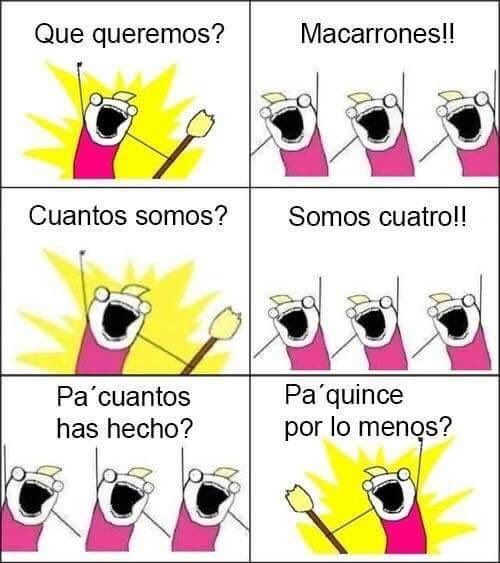 Que queremos?
Macarrones!!
Cuantos somos?
Somos cuatro!!
Pa´cuantos
has hecho?
Pa´quince
por lo menos?